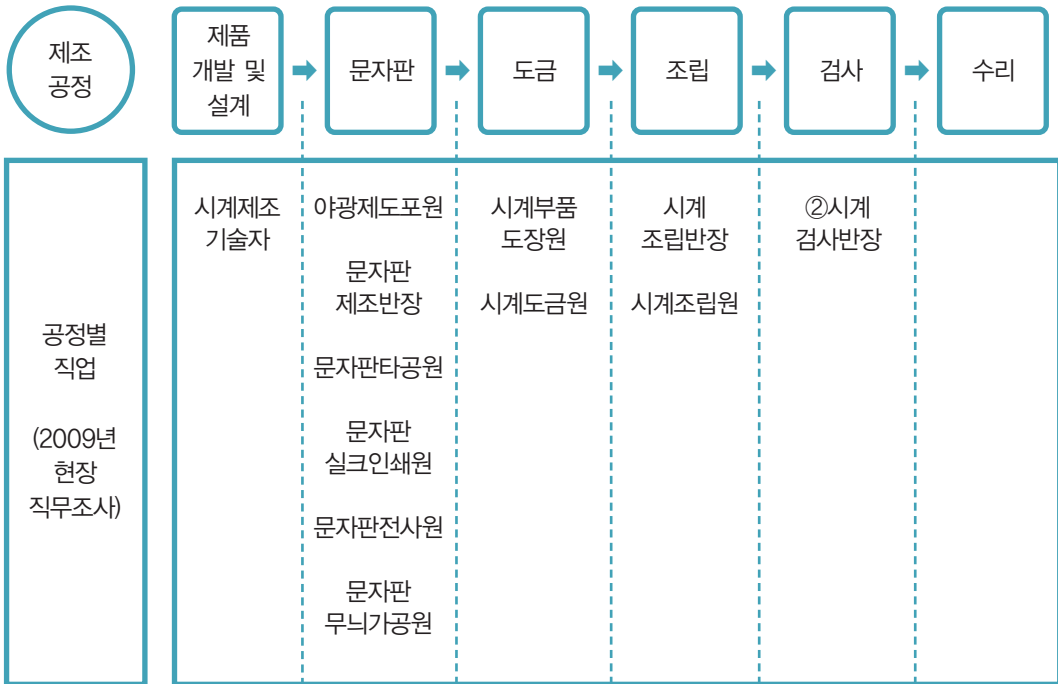 제조
공정
제품
개발 및
설계
문자판
도금
조립
검사
수리
공정별
직업
(2009년
현장
직무조사)
시계제조
기술자
야광제도포원
문자판
제조반장
문자판타공원
문자판
실크인쇄원
문자판전사원
문자판
무늬가공원
시계부품
도장원
시계도금원
시계
조립반장
시계조립원
②시계
검사반장